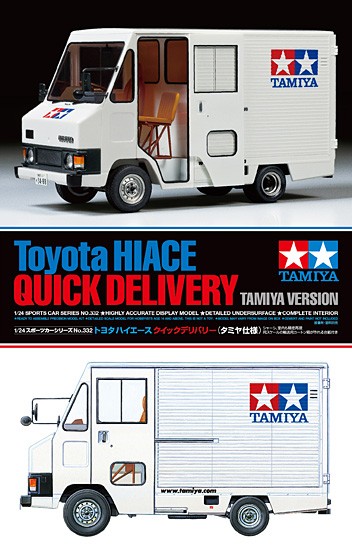 TAMIYA
Toyota HIACE
QUICK DELIVERY TAMIYA VERSION
TAMIYA
1/24 SPORTS CAR SERIES NO.332 ★HIGHLY ACCURATE DISPLAY MODEL ★DETAILED UNDERSURFACE ★COMPLETE INTERIOR
1/24 スポーツカーシリーズ No.332 トヨタ ハイエース クイックデリバリー 〈タミヤ仕様〉
TAMIYA
www.tamiya.com